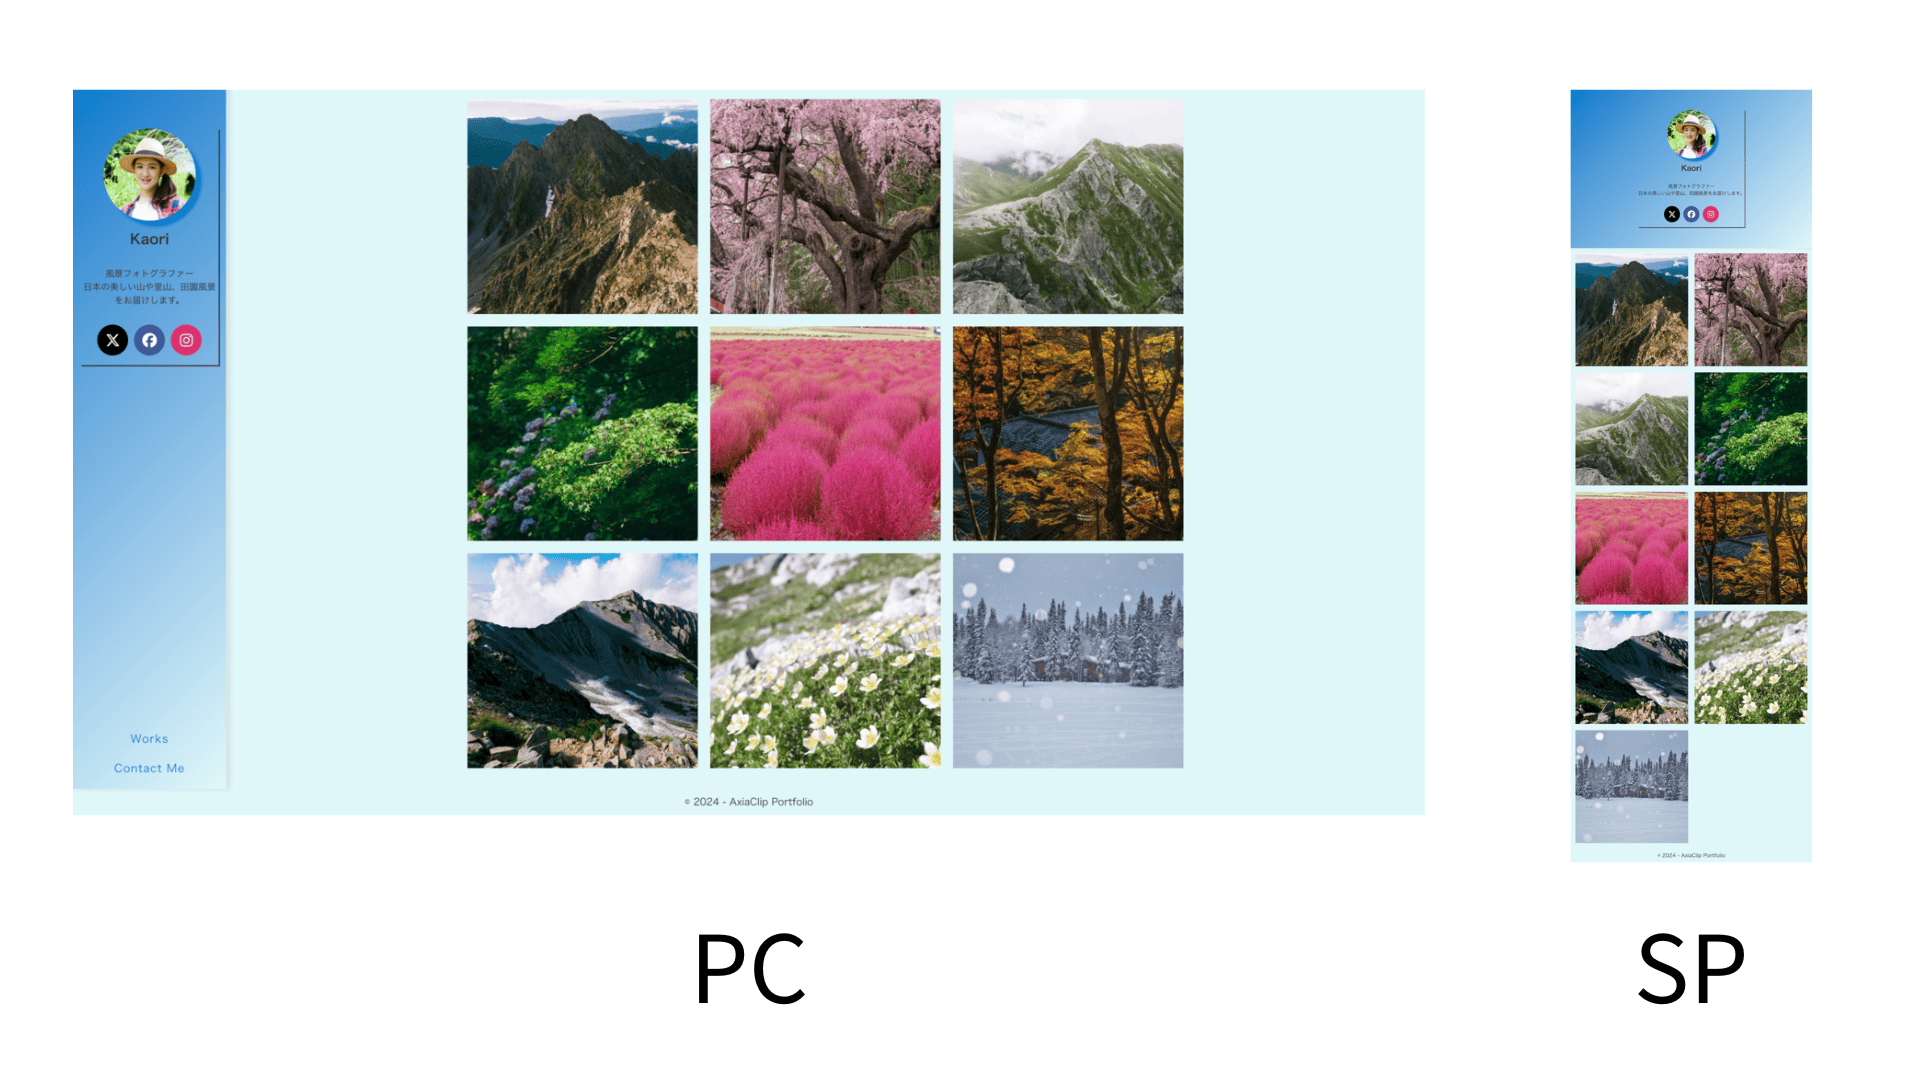 Kaori
風景フォトグラファー
日本の美しい山や里山、田園風景
をお届けします。
Works
Contact Me
© 2024 - AxiaClip Portfolio
PC
Kaori
風景フォトグラファー
日本の美しい山や里山、田園風景をお届けします。
© 2024 - AxiaClip Portfolio
SP